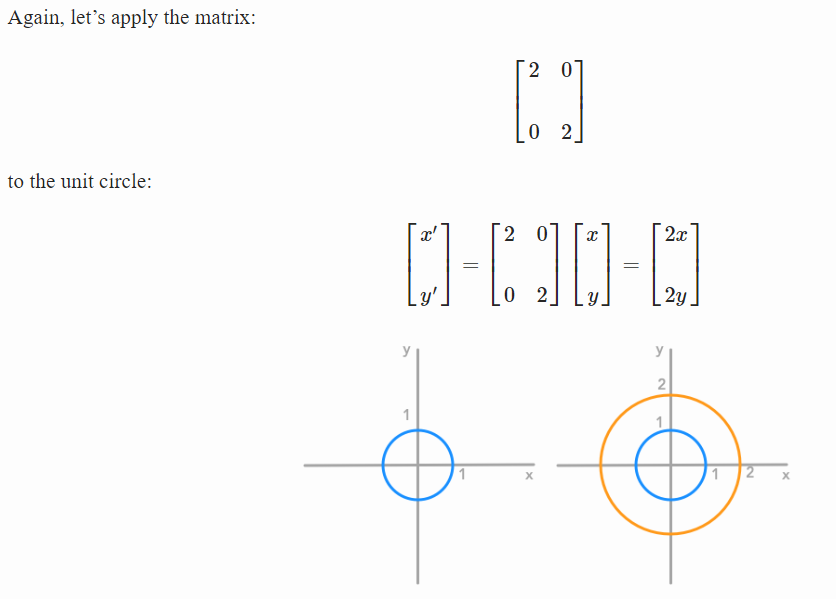 Again, let’s apply the matrix:
[2 0
0 2]
to the unit circle:
[x′ y′] = [2 0 0 2] [x y] = [2x 2y]
y
1
1
x
y
2
1
1
2
x